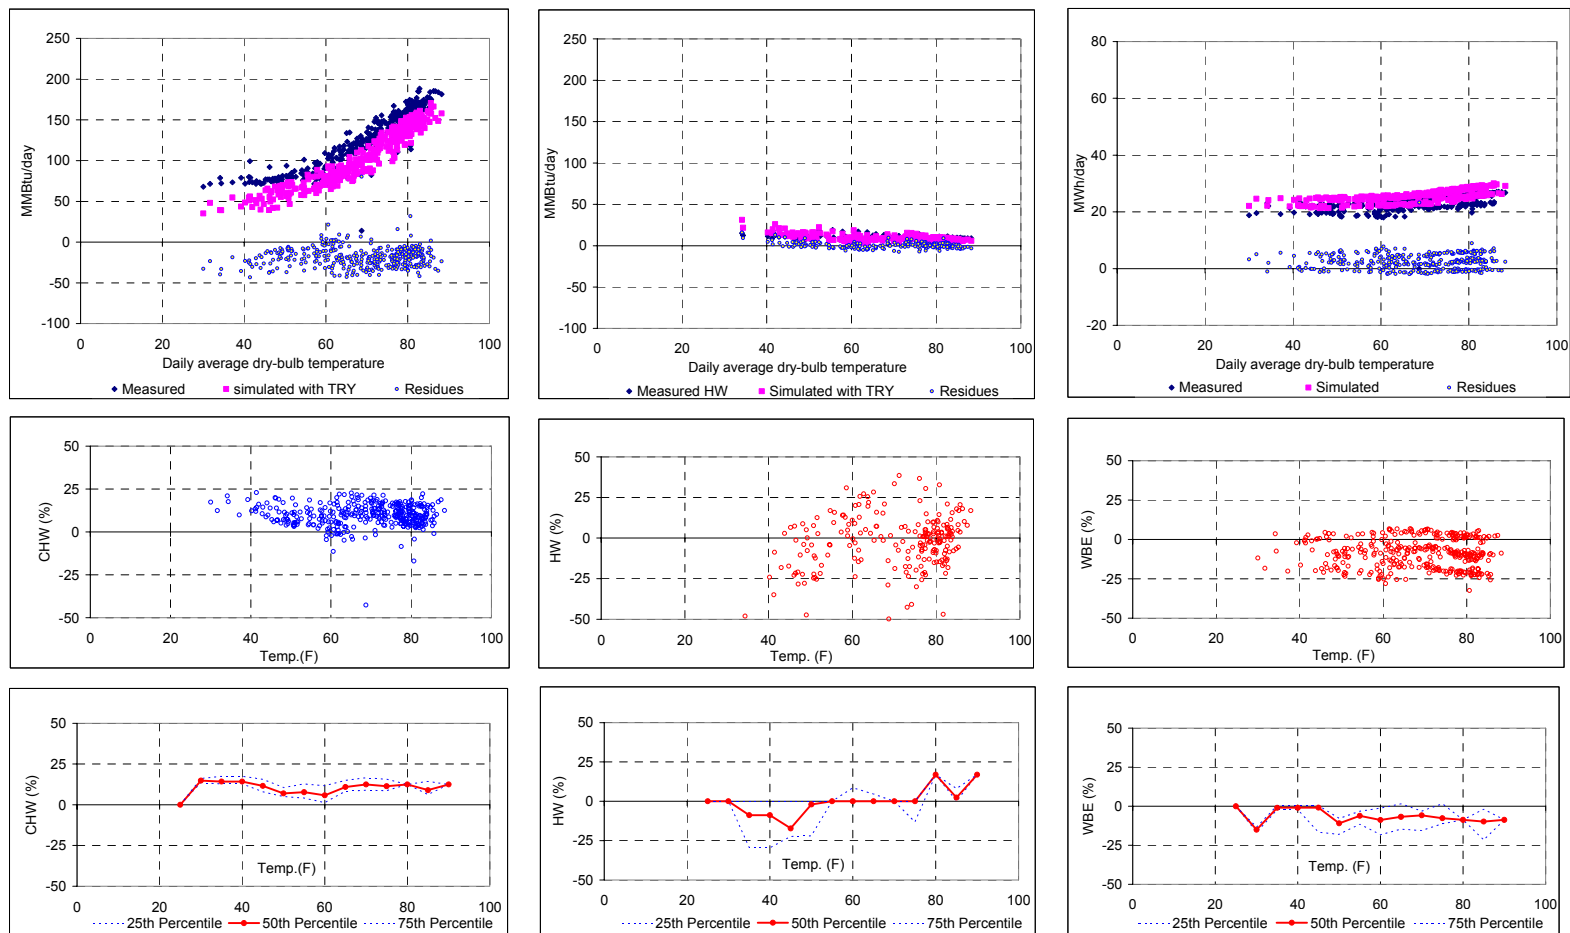 250
200
150
100
50
0
-50
-100
MMBtu/day
0 20 40 60 80 100
Daily average dry-bulb temperature
Measured simulated with TRY Residues
250
200
150
100
50
0
-50
-100
MMBtu/day
0 20 40 60 80 100
Daily average dry-bulb temperature
Measured HW Simulated with TRY Residues
80
60
40
20
0
-20
MWh/day
0 20 40 60 80 100
Daily average dry-bulb temperature
Measured Simulated Residues
50
25
0
-25
-50
CHW (%)
0 20 40 60 80 100
Temp.(F)
50
25
0
-25
-50
HW (%)
0 20 40 60 80 100
Temp. (F)
50
25
0
-25
-50
WBE (%)
0 20 40 60 80 100
Temp. (F)
50
25
0
-25
-50
CHW (%)
Temp.(F)
0 20 40 60 80 100
25th Percentile 50th Percentile 75th Percentile
50
25
0
-25
-50
HW (%)
Temp. (F)
0 20 40 60 80 100
25th Percentile 50th Percentile 75th Percentile
50
25
0
-25
-50
WBE (%)
Temp. (F)
0 20 40 60 80 100
25th Percentile 50th Percentile 75th Percentile